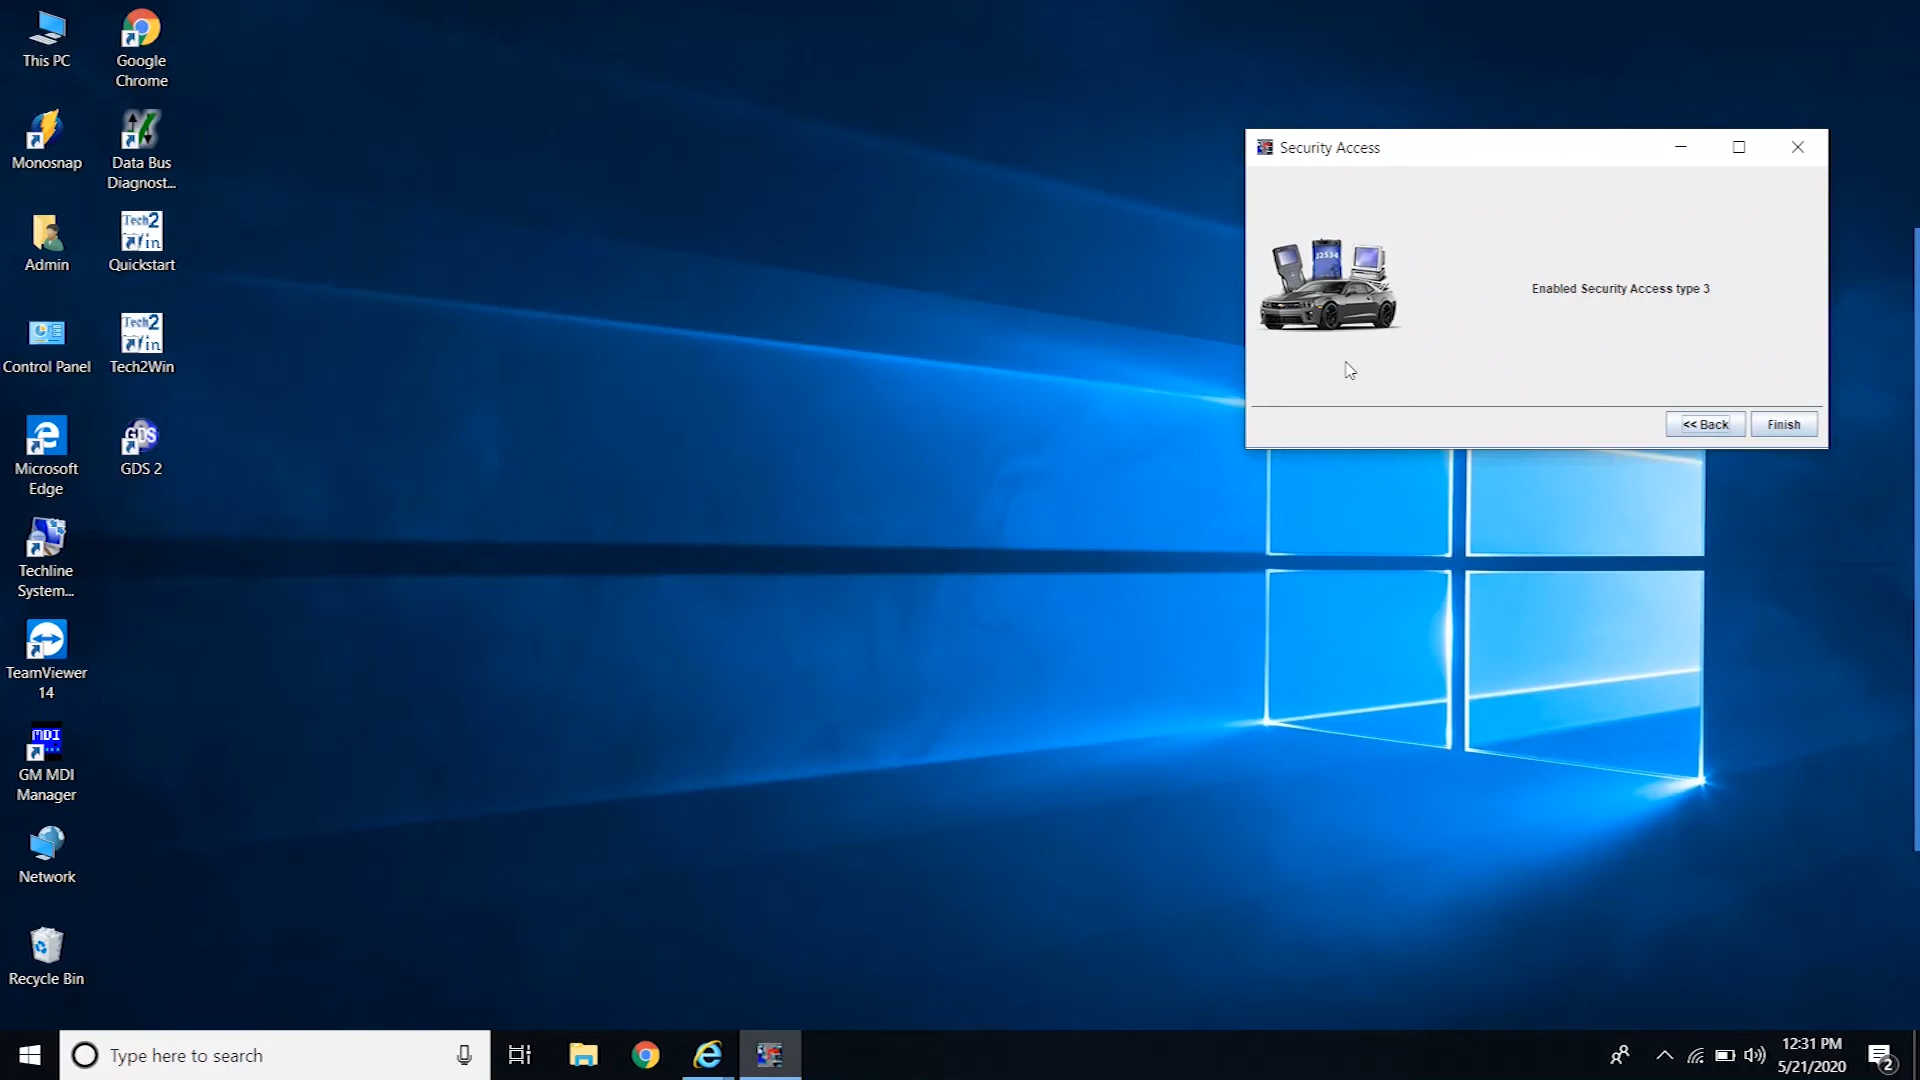 This PC
Google
Chrome
Monosnap
Data Bus
Diagnost...
Admin
Tech2
Win
Quickstart
Control Panel
Tech2
Win
Tech2Win
Microsoft
Edge
GDS
GDS 2
Techline
System...
TeamViewer
14
MDI
GM MDI
Manager
Network
Recycle Bin
Security Access
J2534
Enabled Security Access type 3
<< Back
Finish
Type here to search
12:31 PM
5/21/2020
2